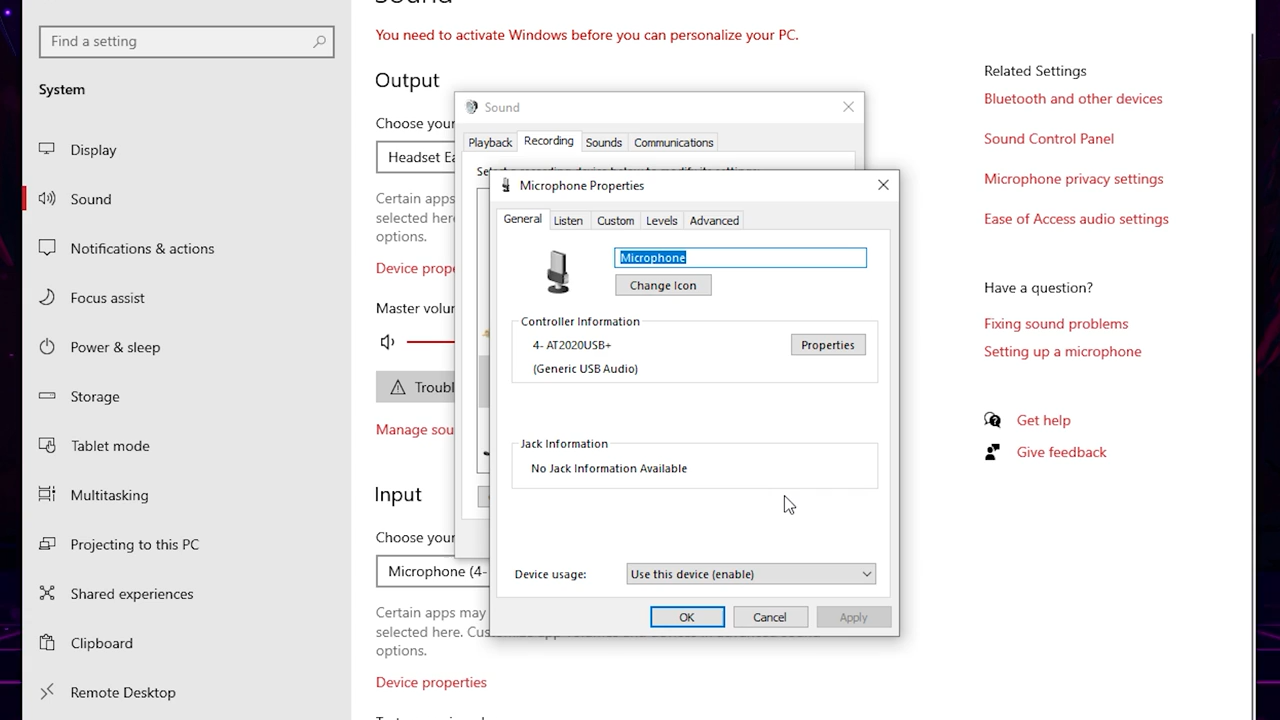 Sound
Find a setting
System
Display
Sound
Notifications & actions
Focus assist
Power & sleep
Storage
Tablet mode
Multitasking
Projecting to this PC
Shared experiences
Clipboard
Remote Desktop
You need to activate Windows before you can personalize your PC.
Output
Choose your
Headset Ea
Certain apps
selected here
options.
Device prope
Master volur
Troubl
Manage sou
Input
Choose your
Microphone (4-
Certain apps may
selected here.
options.
Device properties
Sound
Playback
Recording
Sounds
Communications
Microphone Properties
General
Listen
Custom
Levels
Advanced
Microphone
Change Icon
Controller Information
4- AT2020USB+
Properties
(Generic USB Audio)
Jack Information
No Jack Information Available
Device usage:
Use this device (enable)
OK
Cancel
Apply
Related Settings
Bluetooth and other devices
Sound Control Panel
Microphone privacy settings
Ease of Access audio settings
Have a question?
Fixing sound problems
Setting up a microphone
Get help
Give feedback